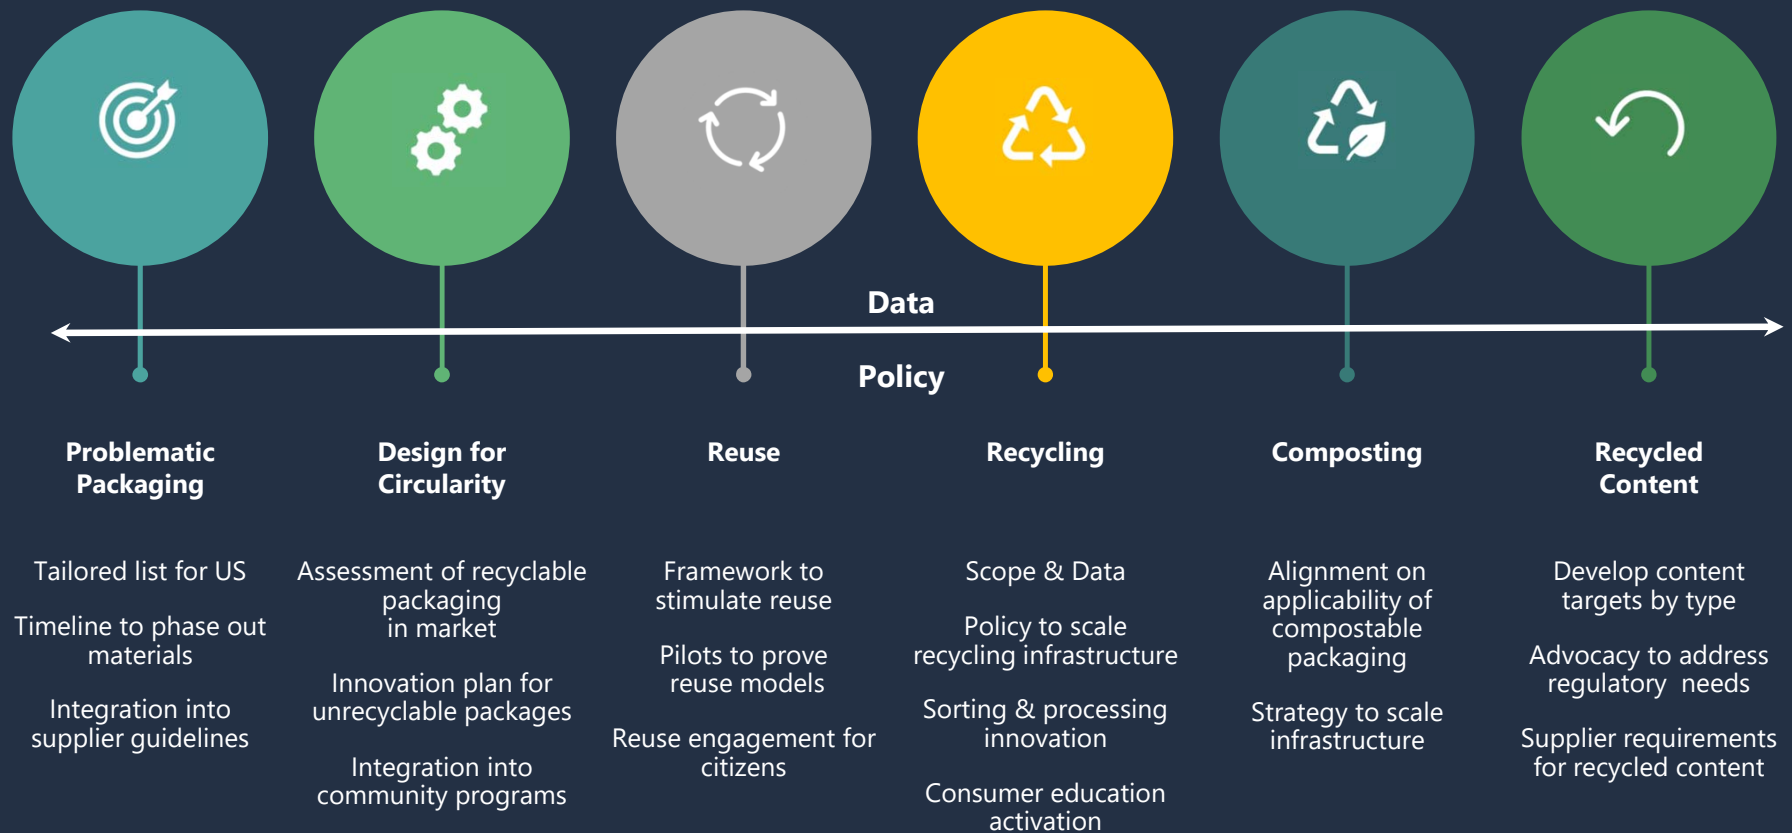 Data
Policy
Problematic
Packaging
Design for
Circularity
Reuse
Recycling
Composting
Recycled
Content
Tailored list for US
Timeline to phase out
materials
Integration into
supplier guidelines
Assessment of recyclable
packaging
in market
Innovation plan for
unrecyclable packages
Integration into
community programs
Framework to
stimulate reuse
Pilots to prove
reuse models
Reuse engagement for
citizens
Scope & Data
Policy to scale
recycling infrastructure
Sorting & processing
innovation
Consumer education
activation
Alignment on
applicability of
compostable
packaging
Strategy to scale
infrastructure
Develop content
targets by type
Advocacy to address
regulatory  needs
Supplier requirements
for recycled content